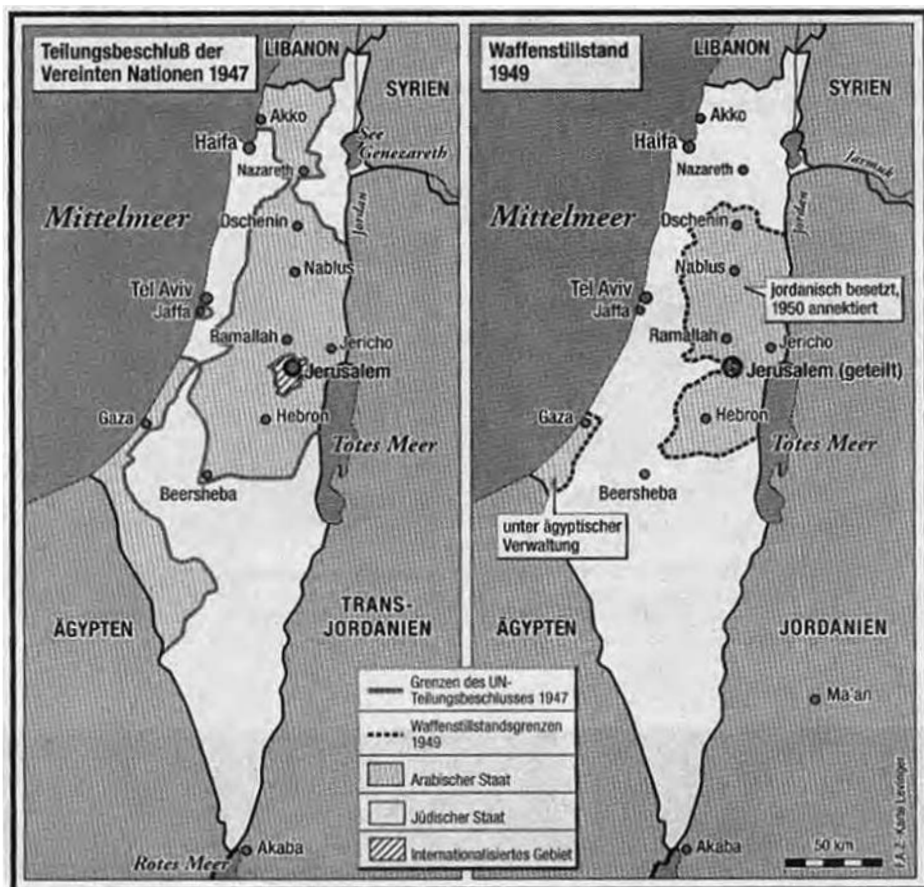 Teilungsbeschluß der
Vereinten Nationen 1947
LIBANON
SYRIEN
Akko
Haifa
See
Genezareth
Nazareth
Mittelmeer
Dschenin
Jordan
Nablus
Tel Aviv
Jaffa
Ramallah
Jericho
Jerusalem
Gaza
Hebron
Totes Meer
Beersheba
ÄGYPTEN
TRANS-
JORDANIEN
Akaba
Rotes Meer
Grenzen des UN-
Teilungsbeschlusses 1947
Waffenstillstandsgrenzen
1949
Arabischer Staat
Jüdischer Staat
Internationalisiertes Gebiet
Waffenstillstand
1949
LIBANON
SYRIEN
Akko
Haifa
Nazareth
Jarmuk
Mittelmeer
Dschenin
Jordan
Nablus
Tel Aviv
Jaffa
jordanisch besetzt,
1950 annektiert
Ramallah
Jericho
Jerusalem (geteilt)
Gaza
Hebron
Totes Meer
Beersheba
unter ägyptischer
Verwaltung
ÄGYPTEN
JORDANIEN
Ma'an
Akaba
50 km
F.A.Z.-Karte Levinger